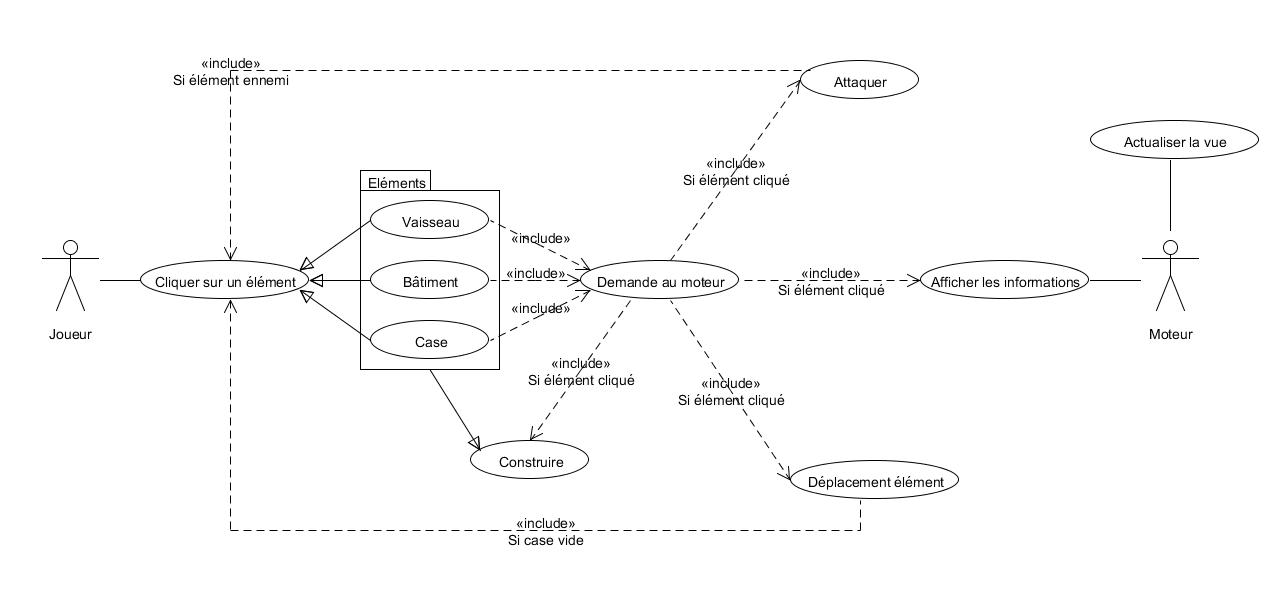 «include»
Si élément ennemi
Attaquer
Actualiser la vue
«include»
Si élément cliqué
Eléments
Vaisseau
«include»
Cliquer sur un élément
Bâtiment
«include»
Demande au moteur
«include»
Si élément cliqué
Afficher les informations
Joueur
Moteur
Case
«include»
«include»
Si élément cliqué
«include»
Si élément cliqué
Construire
Déplacement élément
«include»
Si case vide